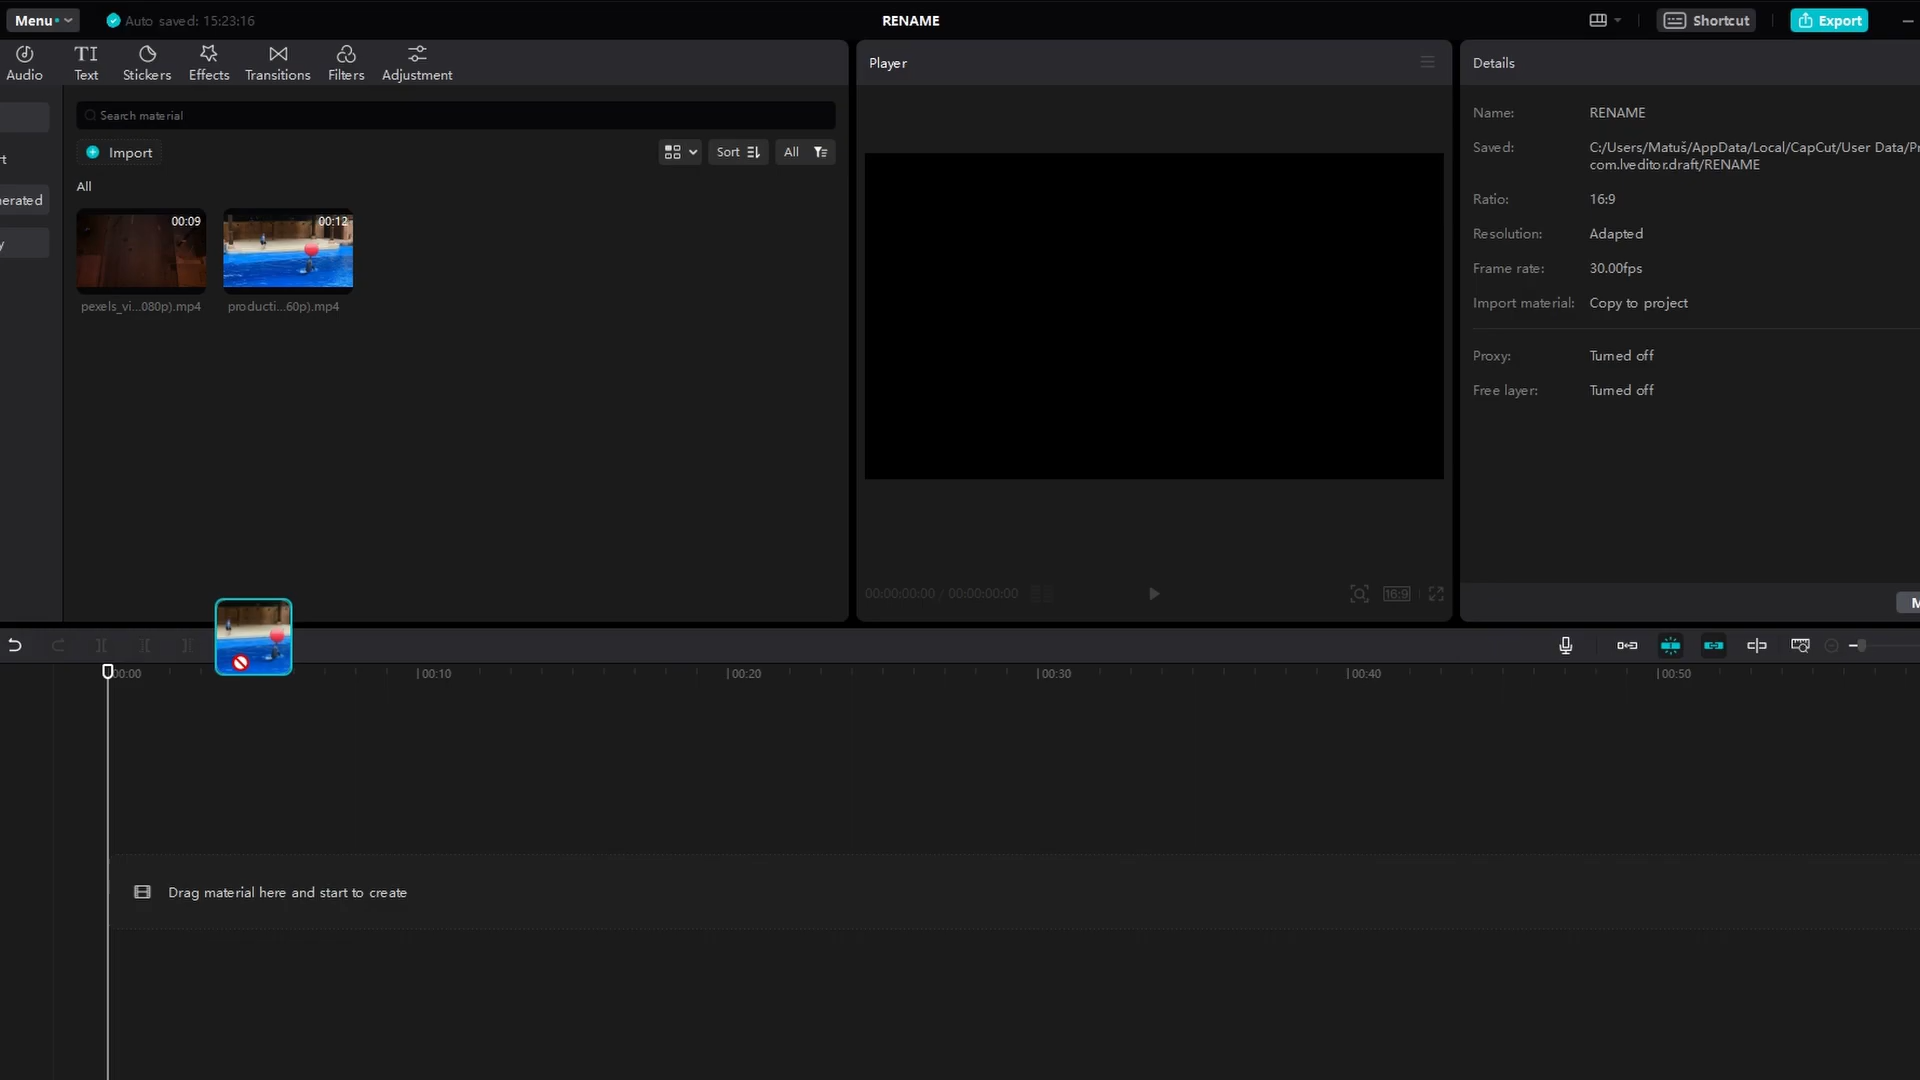 Menu
Auto saved: 15:23:16
RENAME
Shortcut
Export
Audio
Text
Stickers
Effects
Transitions
Filters
Adjustment
Player
Details
Search material
Import
Sort
All
All
00:09
00:12
pexels_vi...080p).mp4
producti...60p).mp4
Name:
RENAME
Saved:
C:/Users/Matuš/AppData/Local/CapCut/User Data/Pr
com.lveditor.draft/RENAME
Ratio:
16:9
Resolution:
Adapted
Frame rate:
30.00fps
Import material:
Copy to project
Proxy:
Turned off
Free layer:
Turned off
00:00:00:00 / 00:00:00:00
16:9
M
00:00
00:10
00:20
00:30
00:40
00:50
Drag material here and start to create